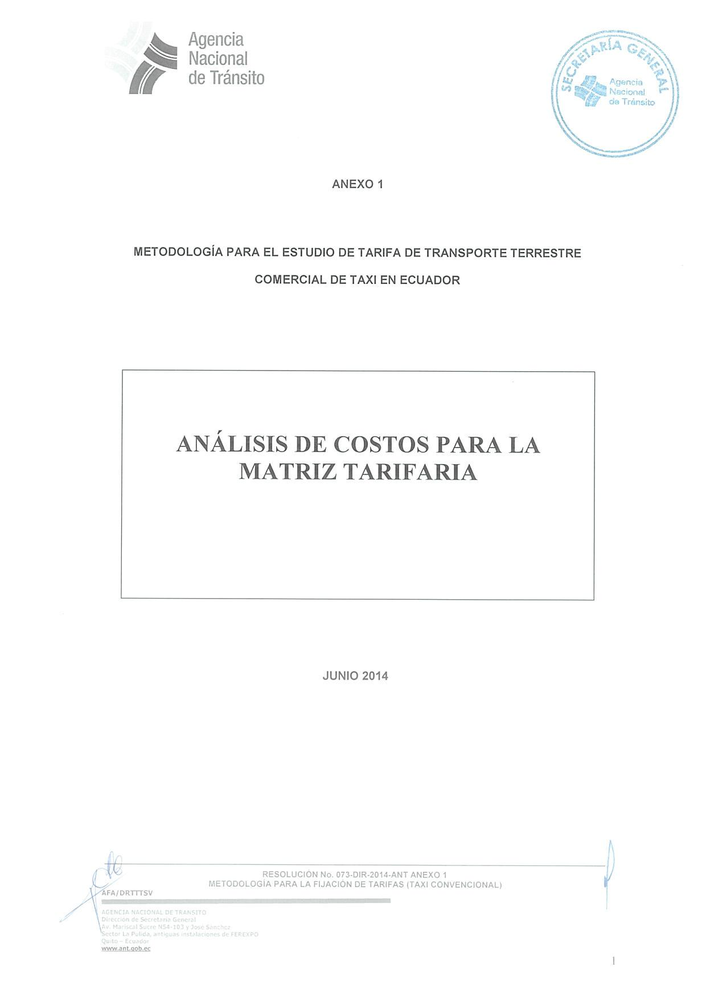 Agencia
Nacional
de Tránsito
SECRETARÍA GENERAL
Agencia
Nacional
de Tránsito
ANEXO 1
METODOLOGÍA PARA EL ESTUDIO DE TARIFA DE TRANSPORTE TERRESTRE
COMERCIAL DE TAXI EN ECUADOR
ANÁLISIS DE COSTOS PARA LA
MATRIZ TARIFARIA
JUNIO 2014
RESOLUCIÓN No. 073-DIR-2014-ANT ANEXO 1
METODOLOGÍA PARA LA FIJACIÓN DE TARIFAS (TAXI CONVENCIONAL)
AFA/DRTTTSV
AGENCIA NACIONAL DE TRANSITO
Dirección de Secretaria General
Av. Mariscal Sucre N54-103 y José Sánchez
Sector La Pulida, antiguas instalaciones de FEREXPO
Quito – Ecuador
www.ant.gob.ec
1